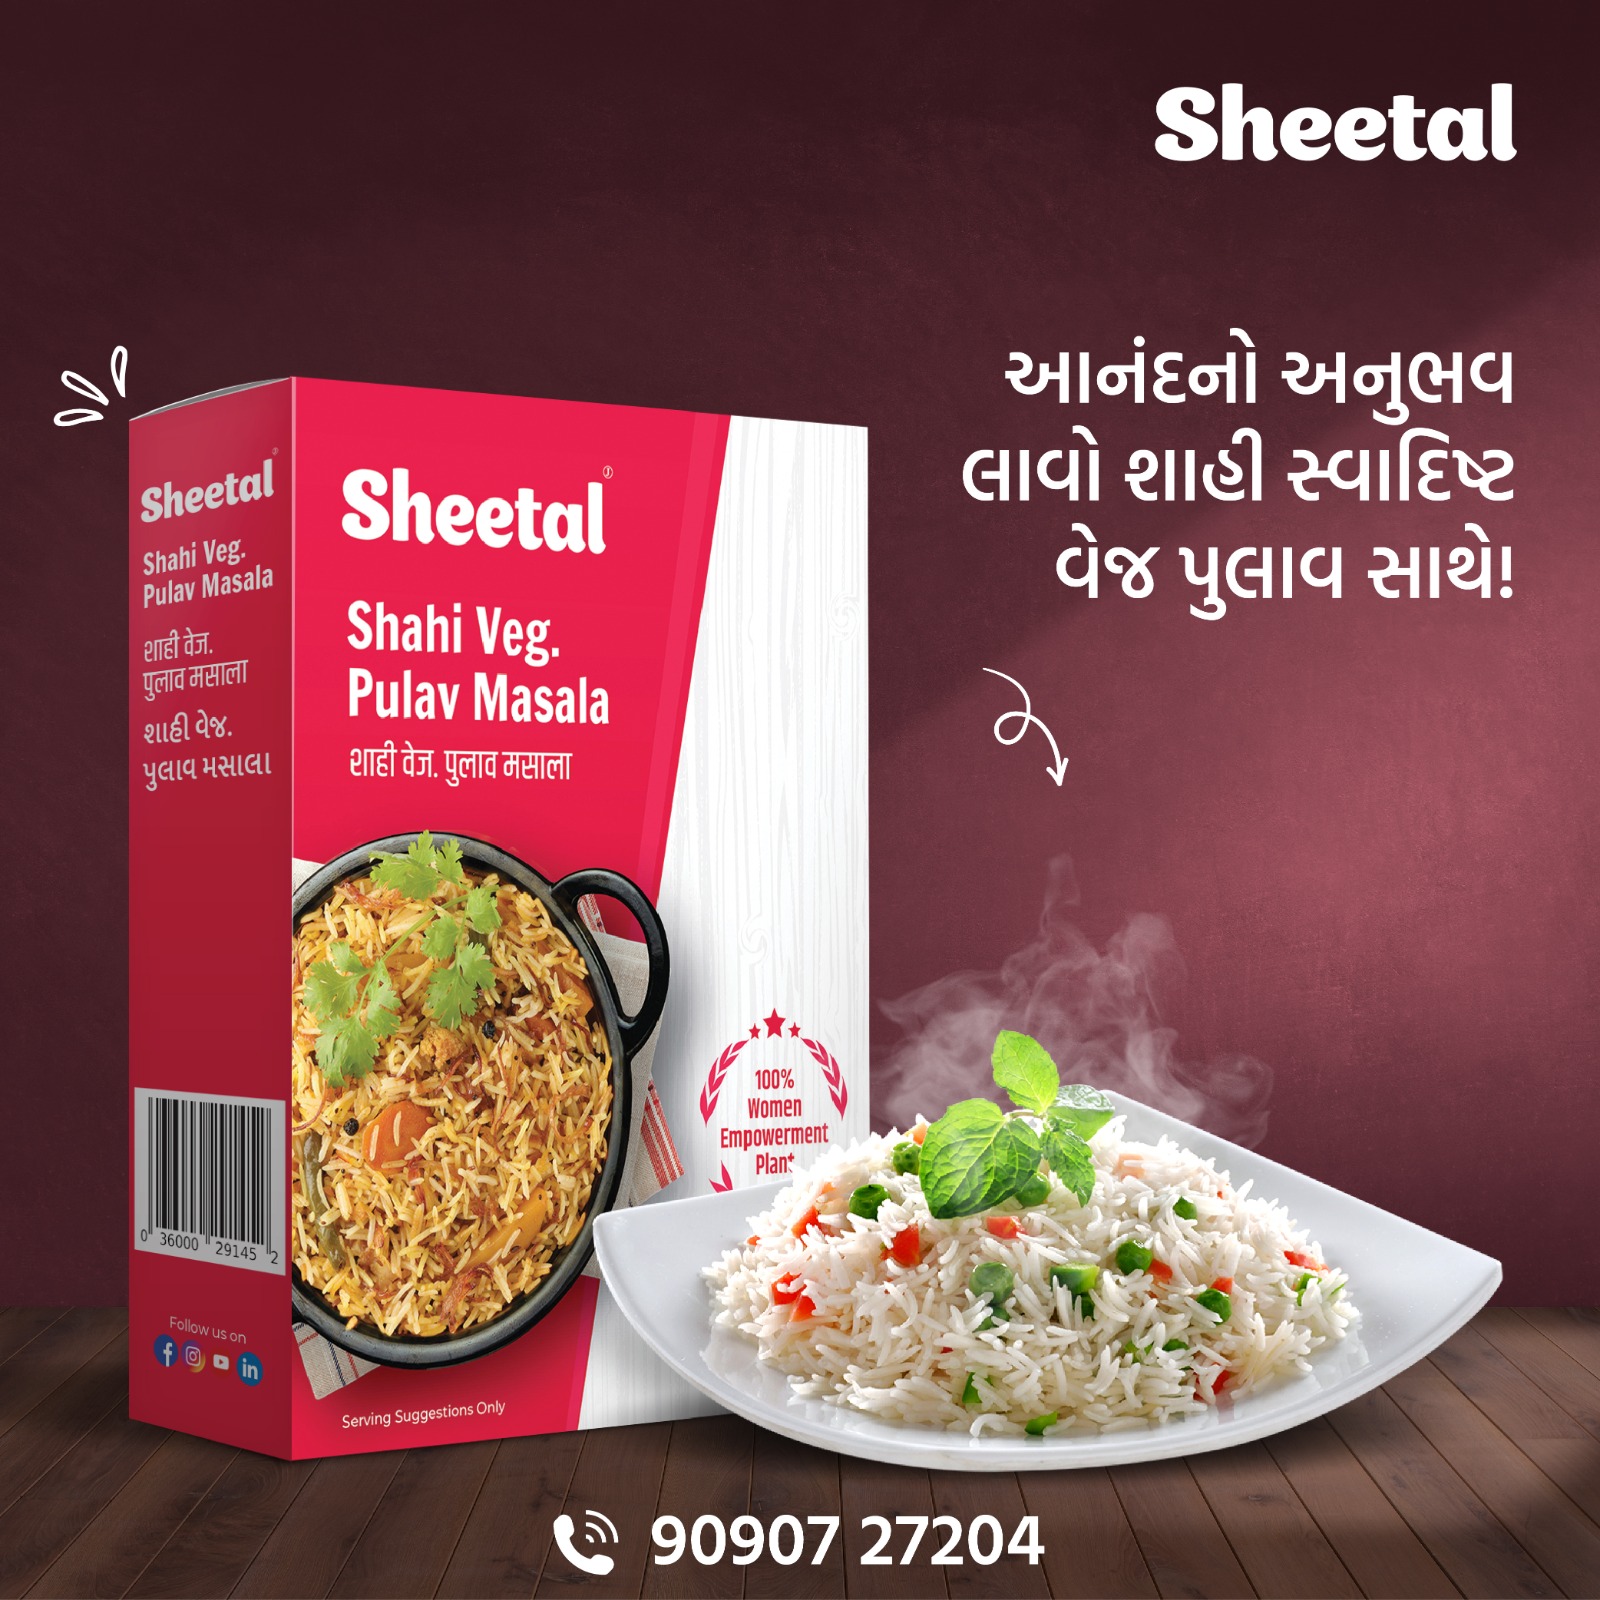 Sheetal
આનંદનો અનુભવ
લાવો શાહી સ્વાદિષ્ટ
વેજ પુલાવ સાથે!
Sheetal
Shahi Veg.
Pulav Masala
शाही वेज.
पुलाव मसाला
શાહી વેજ.
પુલાવ મસાલા
0 36000 29145 2
Follow us on
Sheetal
Shahi Veg.
Pulav Masala
शाही वेज. पुलाव मसाला
100%
Women
Empowerment
Plant
Serving Suggestions Only
90907 27204